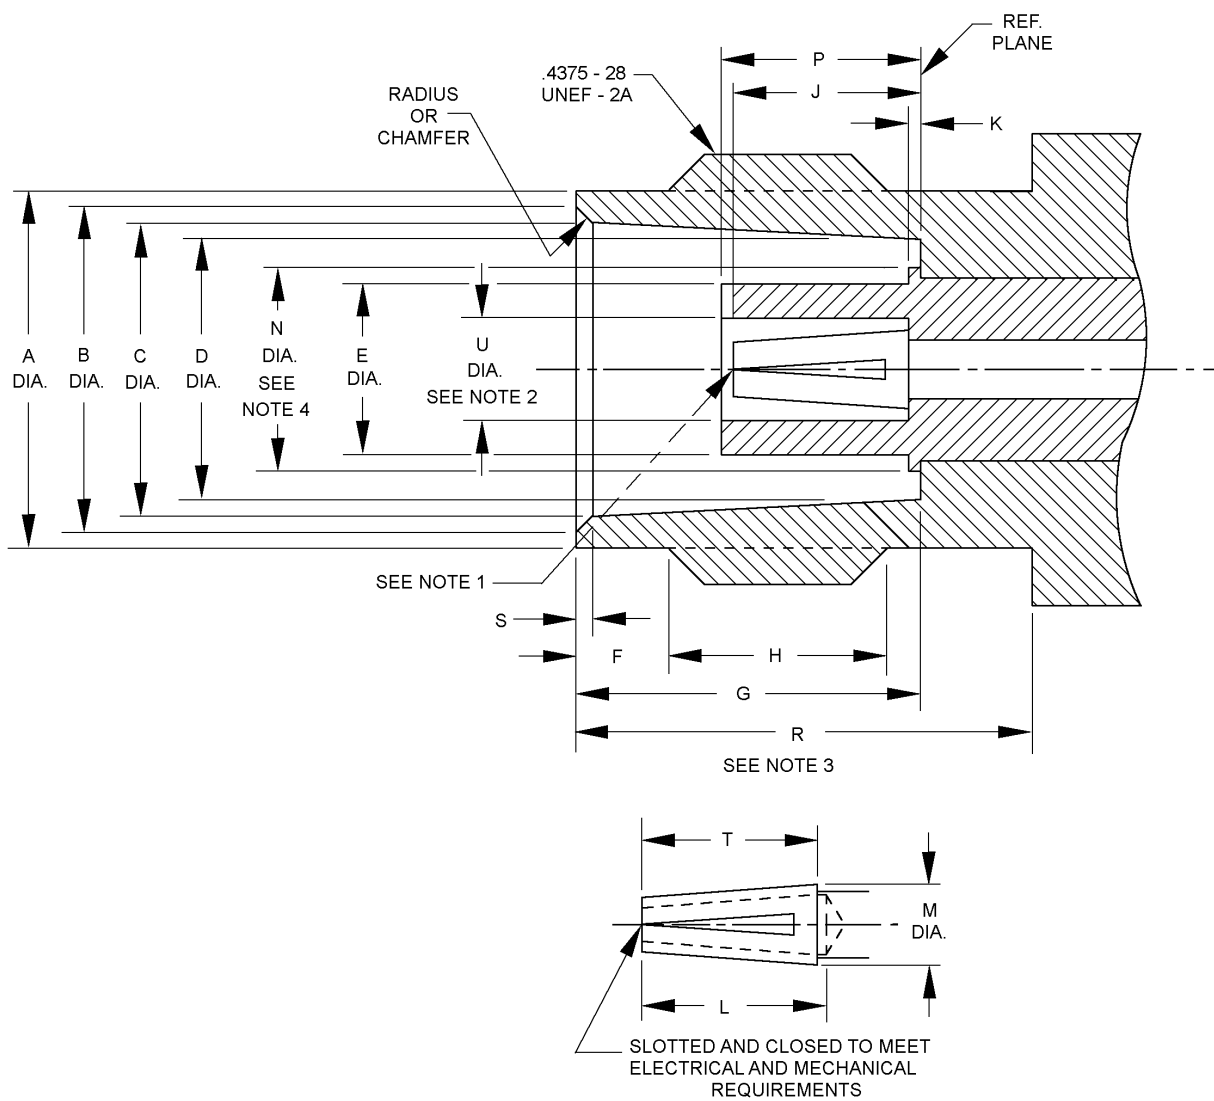 REF.
PLANE
P
.4375 - 28
UNEF - 2A
J
RADIUS
OR
CHAMFER
K
A
DIA.
B
DIA.
C
DIA.
D
DIA.
N
DIA.
SEE
NOTE 4
E
DIA.
U
DIA.
SEE NOTE 2
SEE NOTE 1
S
F
H
G
R
SEE NOTE 3
T
M
DIA.
L
SLOTTED AND CLOSED TO MEET
ELECTRICAL AND MECHANICAL
REQUIREMENTS